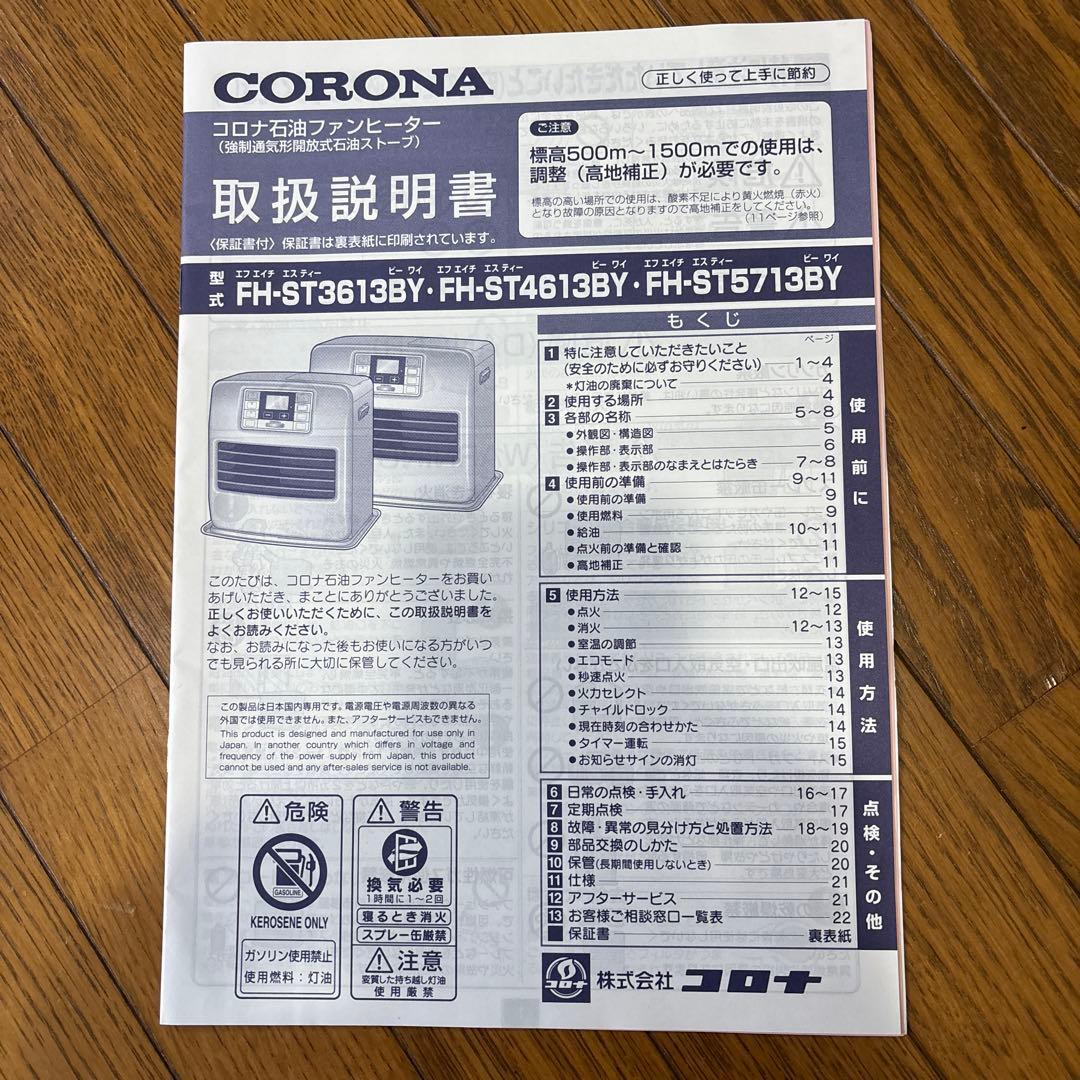 CORONA
正しく使って上手に節約
コロナ石油ファンヒーター
（強制通気形開放式石油ストーブ）
取扱説明書
〈保証書付〉保証書は裏表紙に印刷されています。
ご注意
標高500m～1500mでの使用は、
調整（高地補正）が必要です。
標高の高い場所での使用は、酸素不足により黄火燃焼（赤火）
となり故障の原因となりますので高地補正をしてください。
（11ページ参照）
型式
エフ エイチ エス ティー ビー ワイ エフ エイチ エス ティー ビー ワイ エフ エイチ エス ティー ビー ワイ
FH-ST3613BY・FH-ST4613BY・FH-ST5713BY
もくじ
ページ
1 特に注意していただきたいこと
(安全のために必ずお守りください) 1～4
＊灯油の廃棄について 4
2 使用する場所 4
3 各部の名称 5～8
●外観図・構造図 5
●操作部・表示部 6
●操作部・表示部のなまえとはたらき 7～8
4 使用前の準備 9～11
●使用前の準備 9
●使用燃料 9
●給油 10～11
●点火前の準備と確認 11
●高地補正 11
使用前に
5 使用方法 12～15
●点火 12
●消火 12～13
●室温の調節 13
●エコモード 13
●秒速点火 13
●火力セレクト 14
●チャイルドロック 14
●現在時刻の合わせかた 14
●タイマー運転 15
●お知らせサインの消灯 15
使用方法
6 日常の点検・手入れ 16～17
7 定期点検 17
8 故障・異常の見分け方と処置方法 18～19
9 部品交換のしかた 20
10 保管(長期間使用しないとき) 20
11 仕様 21
12 アフターサービス 21
13 お客様ご相談窓口一覧表 22
■ 保証書 裏表紙
点検・その他
このたびは、コロナ石油ファンヒーターをお買い
あげいただき、まことにありがとうございました。
正しくお使いいただくために、この取扱説明書を
よくお読みください。
なお、お読みになった後もお使いになる方がいつ
でも見られる所に大切に保管してください。
この製品は日本国内専用です。電源電圧や電源周波数の異なる
外国では使用できません。また、アフターサービスもできません。
This product is designed and manufactured for use only in
Japan. In another country which differs in voltage and
frequency of the power supply from Japan, this product
cannot be used and any after-sales service is not available.
危険
GASOLINE
KEROSENE ONLY
ガソリン使用禁止
使用燃料：灯油
警告
換気必要
1時間に1～2回
寝るとき消火
スプレー缶厳禁
注意
変質した持ち越し灯油
使用厳禁
コロナ
株式会社 コロナ